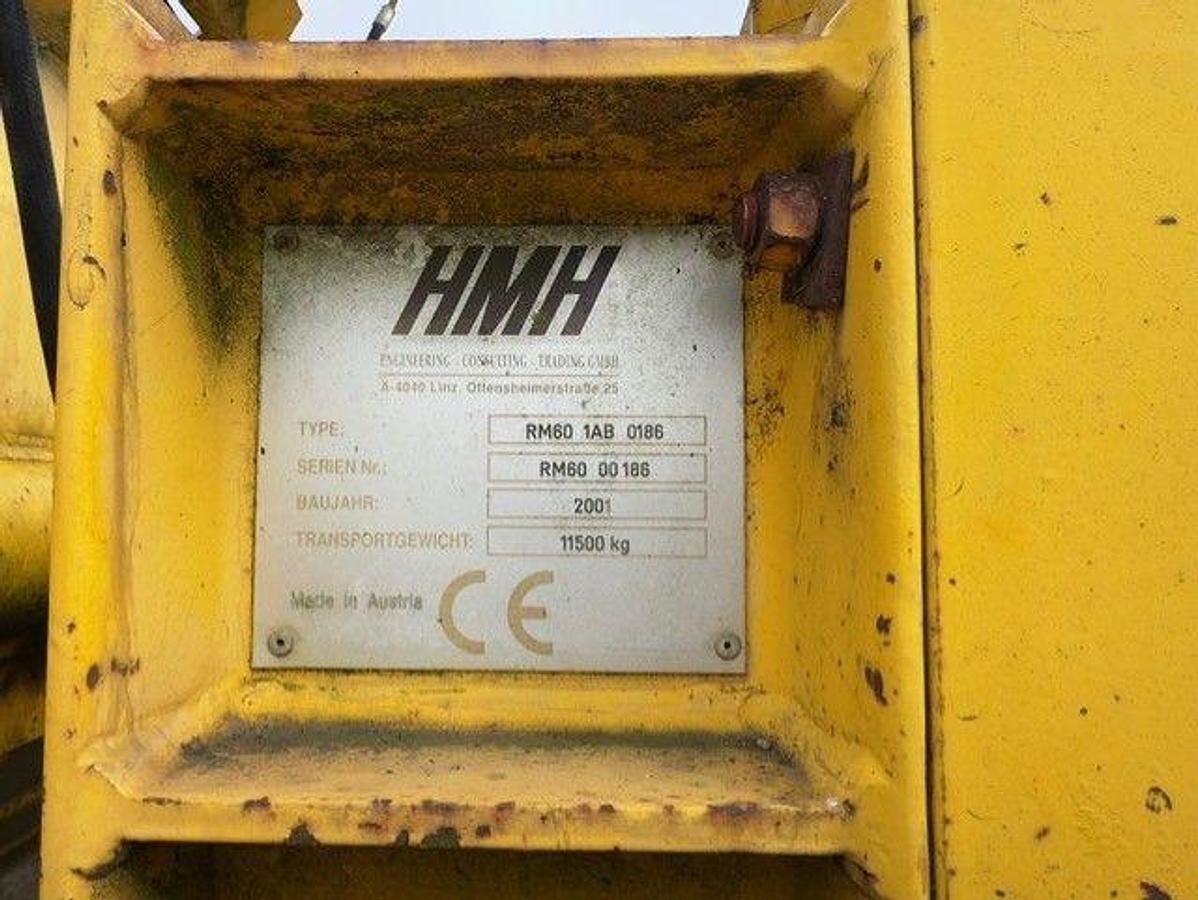 HMH
ENGINEERING - CONSULTING - TRADING GMBH
A-4040 Linz, Ottensheimerstraße 25
TYPE: RM60 1AB 0186
SERIEN Nr.: RM60 00186
BAUJAHR: 2001
TRANSPORTGEWICHT: 11500 kg
Made in Austria CE